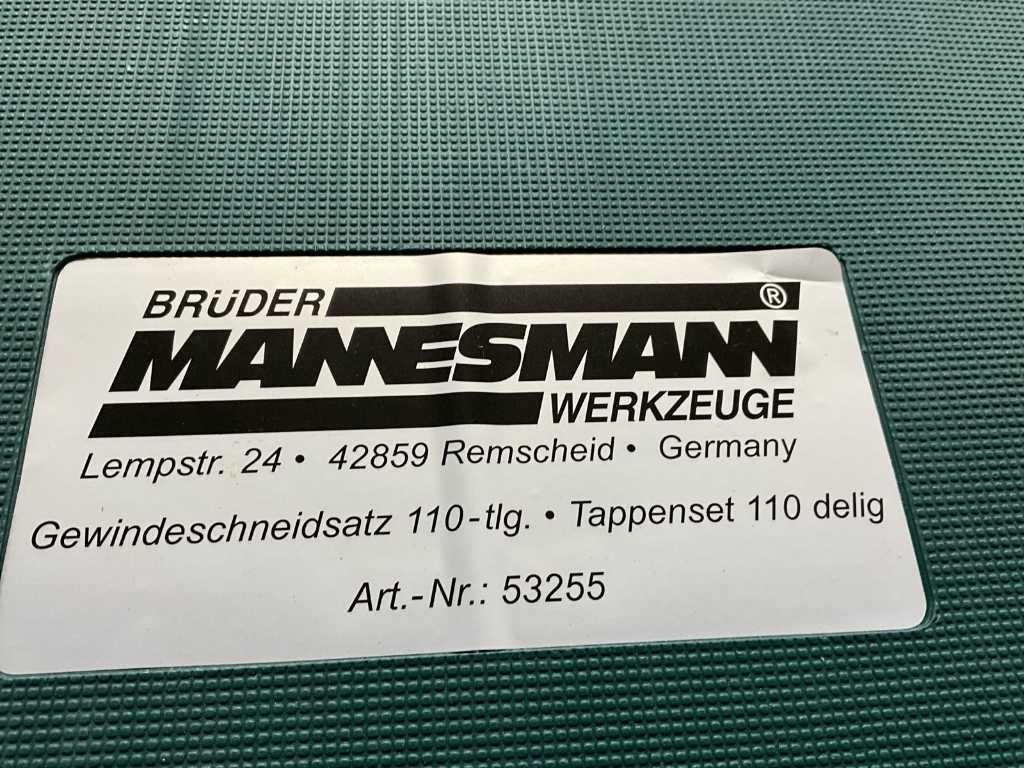 BRÜDER ®
MANNESMANN
WERKZEUGE
Lempstr. 24 • 42859 Remscheid • Germany
Gewindeschneidsatz 110-tlg. • Tappenset 110 delig
Art.-Nr.: 53255